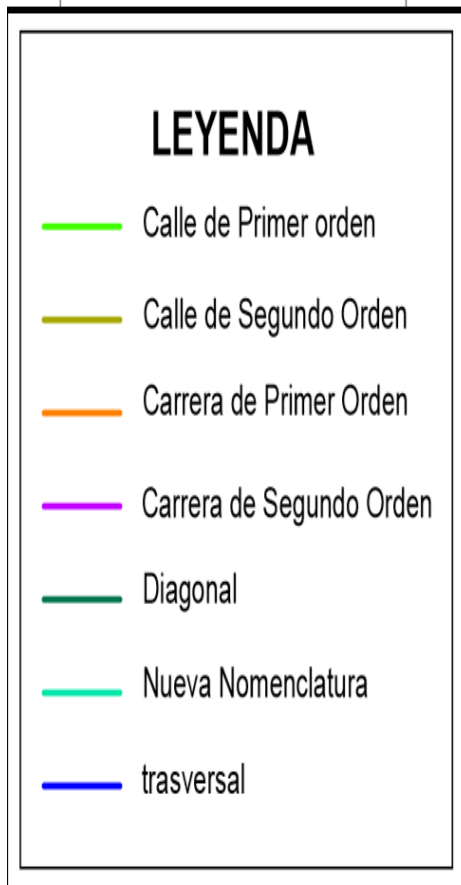 LEYENDA
Calle de Primer orden
Calle de Segundo Orden
Carrera de Primer Orden
Carrera de Segundo Orden
Diagonal
Nueva Nomenclatura
trasversal